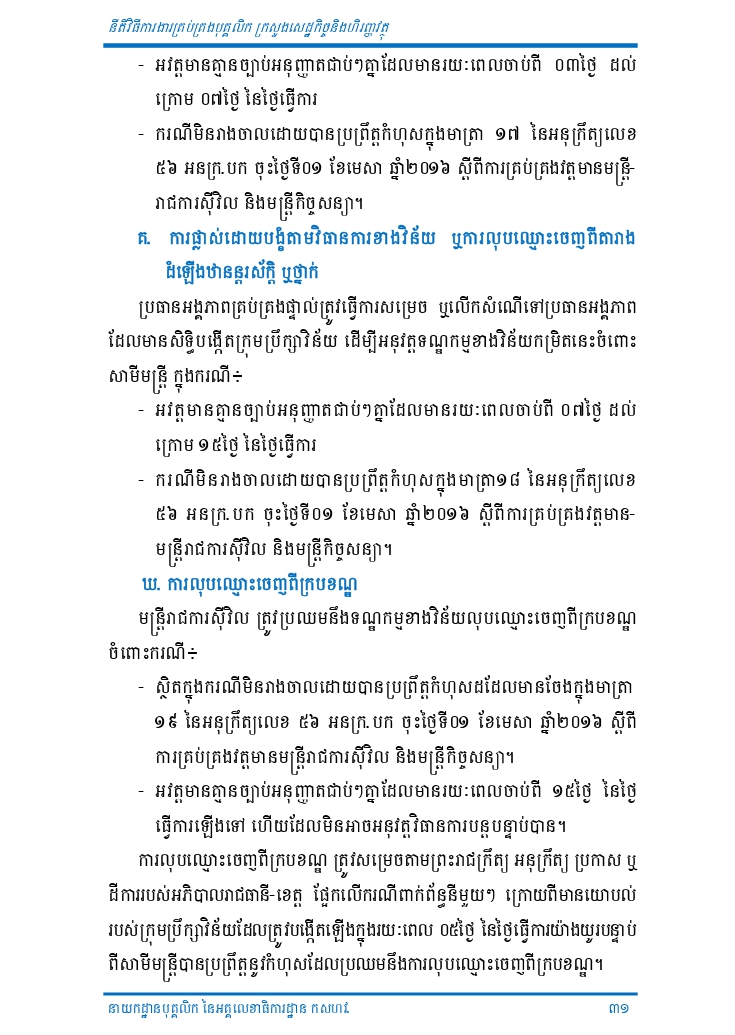 នីតិវិធីការងារគ្រប់គ្រងបុគ្គលិក ក្រសួងសេដ្ឋកិច្ចនិងហិរញ្ញវត្ថុ
- អវត្តមានគ្មានច្បាប់អនុញ្ញាតជាប់ៗគ្នាដែលមានរយៈពេលចាប់ពី ០៣ថ្ងៃ ដល់
ក្រោម ០៧ថ្ងៃ នៃថ្ងៃធ្វើការ
- ករណីមិនរាងចាលដោយបានប្រព្រឹត្តកំហុសក្នុងមាត្រា ១៧ នៃអនុក្រឹត្យលេខ
៥៦ អនក្រ.បក ចុះថ្ងៃទី០១ ខែមេសា ឆ្នាំ២០១៦ ស្តីពីការគ្រប់គ្រងវត្តមានមន្ត្រី-
រាជការស៊ីវិល និងមន្ត្រីកិច្ចសន្យា។
គ. ការផ្លាស់ដោយបង្ខំតាមវិធានការខាងវិន័យ ឬការលុបឈ្មោះចេញពីតារាង
ដំឡើងឋានន្តរស័ក្តិ ឬថ្នាក់
ប្រធានអង្គភាពគ្រប់គ្រងផ្ទាល់ត្រូវធ្វើការសម្រេច ឬលើកសំណើទៅប្រធានអង្គភាព
ដែលមានសិទ្ធិបង្កើតក្រុមប្រឹក្សាវិន័យ ដើម្បីអនុវត្តទណ្ឌកម្មខាងវិន័យកម្រិតនេះចំពោះ
សាមីមន្ត្រី ក្នុងករណី÷
- អវត្តមានគ្មានច្បាប់អនុញ្ញាតជាប់ៗគ្នាដែលមានរយៈពេលចាប់ពី ០៧ថ្ងៃ ដល់
ក្រោម ១៥ថ្ងៃ នៃថ្ងៃធ្វើការ
- ករណីមិនរាងចាលដោយបានប្រព្រឹត្តកំហុសក្នុងមាត្រា១៨ នៃអនុក្រឹត្យលេខ
៥៦ អនក្រ.បក ចុះថ្ងៃទី០១ ខែមេសា ឆ្នាំ២០១៦ ស្តីពីការគ្រប់គ្រងវត្តមាន-
មន្ត្រីរាជការស៊ីវិល និងមន្ត្រីកិច្ចសន្យា។
ឃ. ការលុបឈ្មោះចេញពីក្របខណ្ឌ
មន្ត្រីរាជការស៊ីវិល ត្រូវប្រឈមនឹងទណ្ឌកម្មខាងវិន័យលុបឈ្មោះចេញពីក្របខណ្ឌ
ចំពោះករណី÷
- ស្ថិតក្នុងករណីមិនរាងចាលដោយបានប្រព្រឹត្តកំហុសដដែលមានចែងក្នុងមាត្រា
១៩ នៃអនុក្រឹត្យលេខ ៥៦ អនក្រ.បក ចុះថ្ងៃទី០១ ខែមេសា ឆ្នាំ២០១៦ ស្តីពី
ការគ្រប់គ្រងវត្តមានមន្ត្រីរាជការស៊ីវិល និងមន្ត្រីកិច្ចសន្យា។
- អវត្តមានគ្មានច្បាប់អនុញ្ញាតជាប់ៗគ្នាដែលមានរយៈពេលចាប់ពី ១៥ថ្ងៃ នៃថ្ងៃ
ធ្វើការឡើងទៅ ហើយដែលមិនអាចអនុវត្តវិធានការបន្តបន្ទាប់បាន។
ការលុបឈ្មោះចេញពីក្របខណ្ឌ ត្រូវសម្រេចតាមព្រះរាជក្រឹត្យ អនុក្រឹត្យ ប្រកាស ឬ
ដីការរបស់អភិបាលរាជធានី-ខេត្ត ផ្អែកលើករណីពាក់ព័ន្ធនីមួយៗ ក្រោយពីមានយោបល់
របស់ក្រុមប្រឹក្សាវិន័យដែលត្រូវបង្កើតឡើងក្នុងរយៈពេល ០៥ថ្ងៃ នៃថ្ងៃធ្វើការយ៉ាងយូរបន្ទាប់
ពីសាមីមន្ត្រីបានប្រព្រឹត្តនូវកំហុសដែលប្រឈមនឹងការលុបឈ្មោះចេញពីក្របខណ្ឌ។
នាយកដ្ឋានបុគ្គលិក នៃអគ្គលេខាធិការដ្ឋាន កសហវ. ៣១